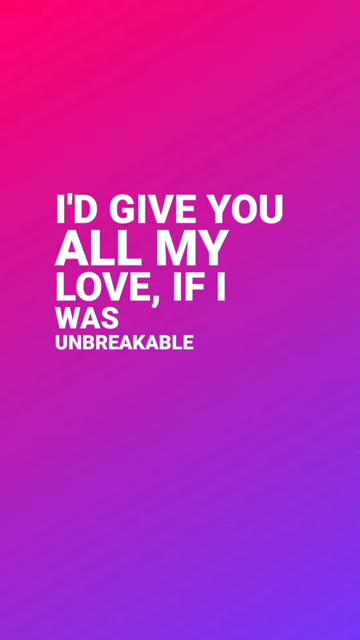 I'D GIVE YOU
ALL MY
LOVE, IF I
WAS
UNBREAKABLE